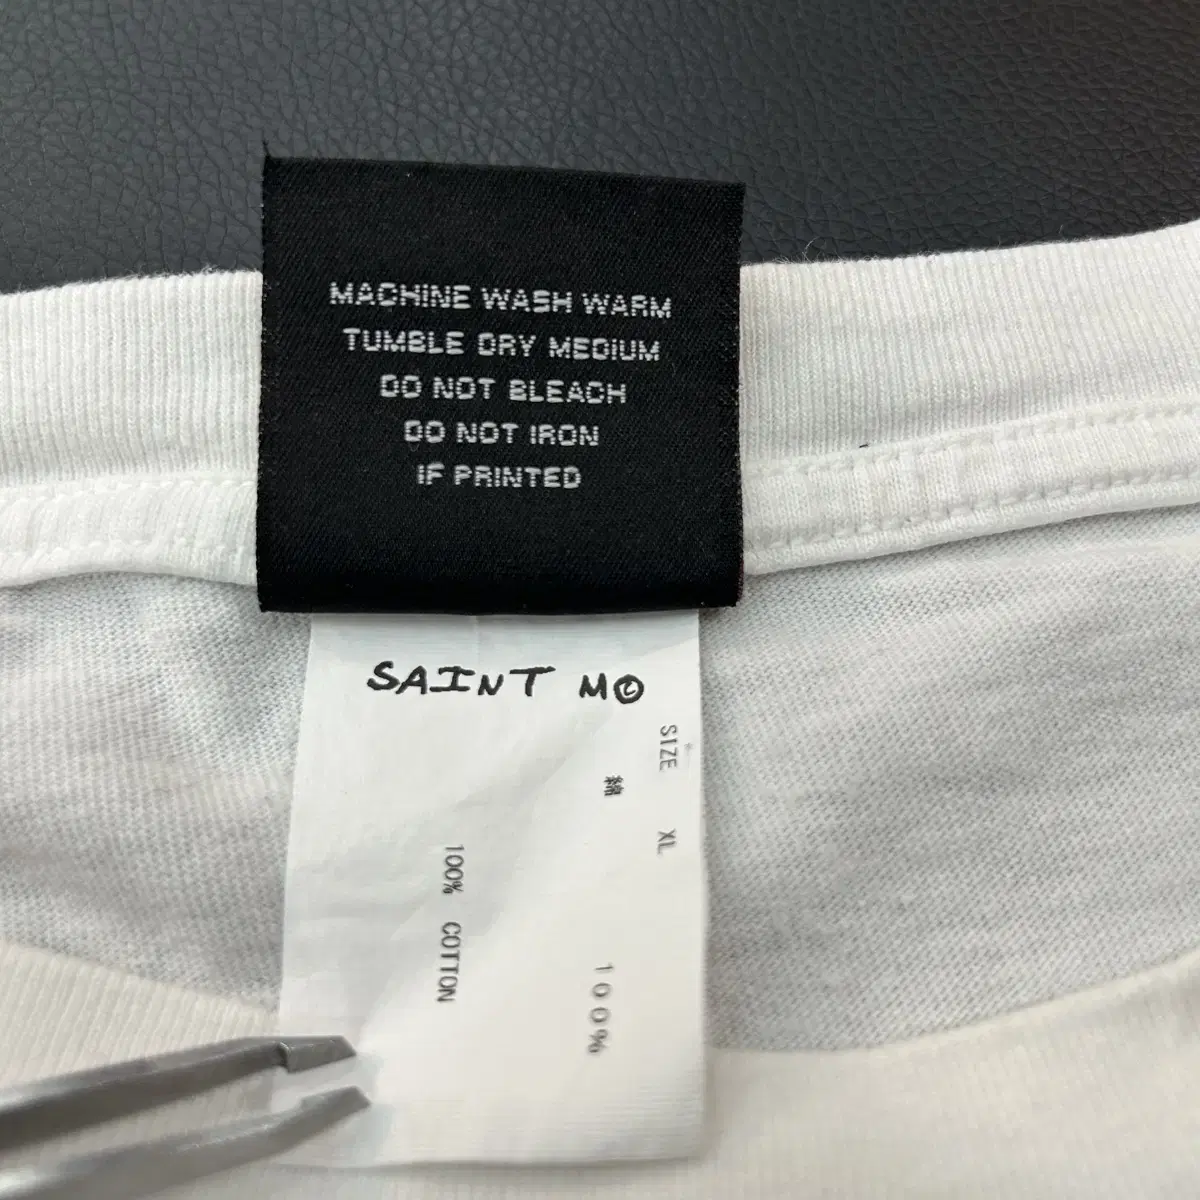 MACHINE WASH WARM
TUMBLE DRY MEDIUM
DO NOT BLEACH
DO NOT IRON
IF PRINTED
SAINT M©
SIZE XL
綿 100%
100% COTTON